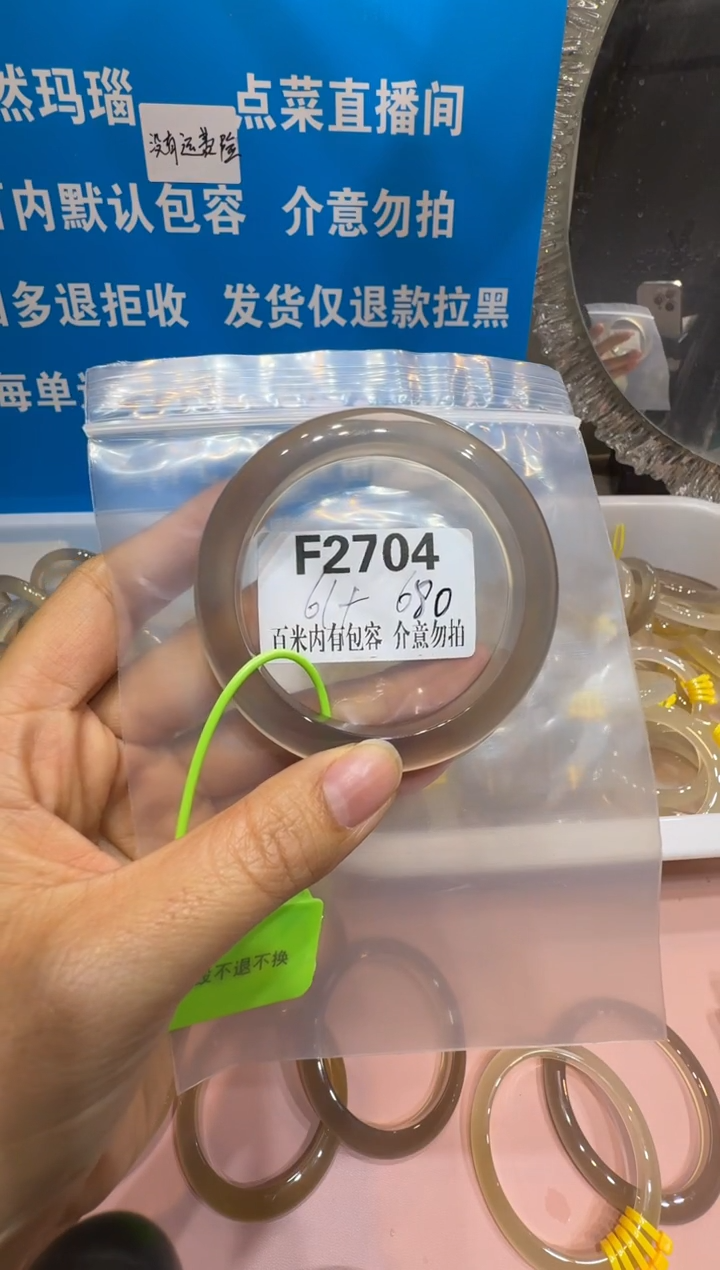 然玛瑙 点菜直播间
没有运费险
百内默认包容 介意勿拍
多退拒收 发货仅退款拉黑
每单
F2704
61+ 680
百米内有包容 介意勿拍
不退不换